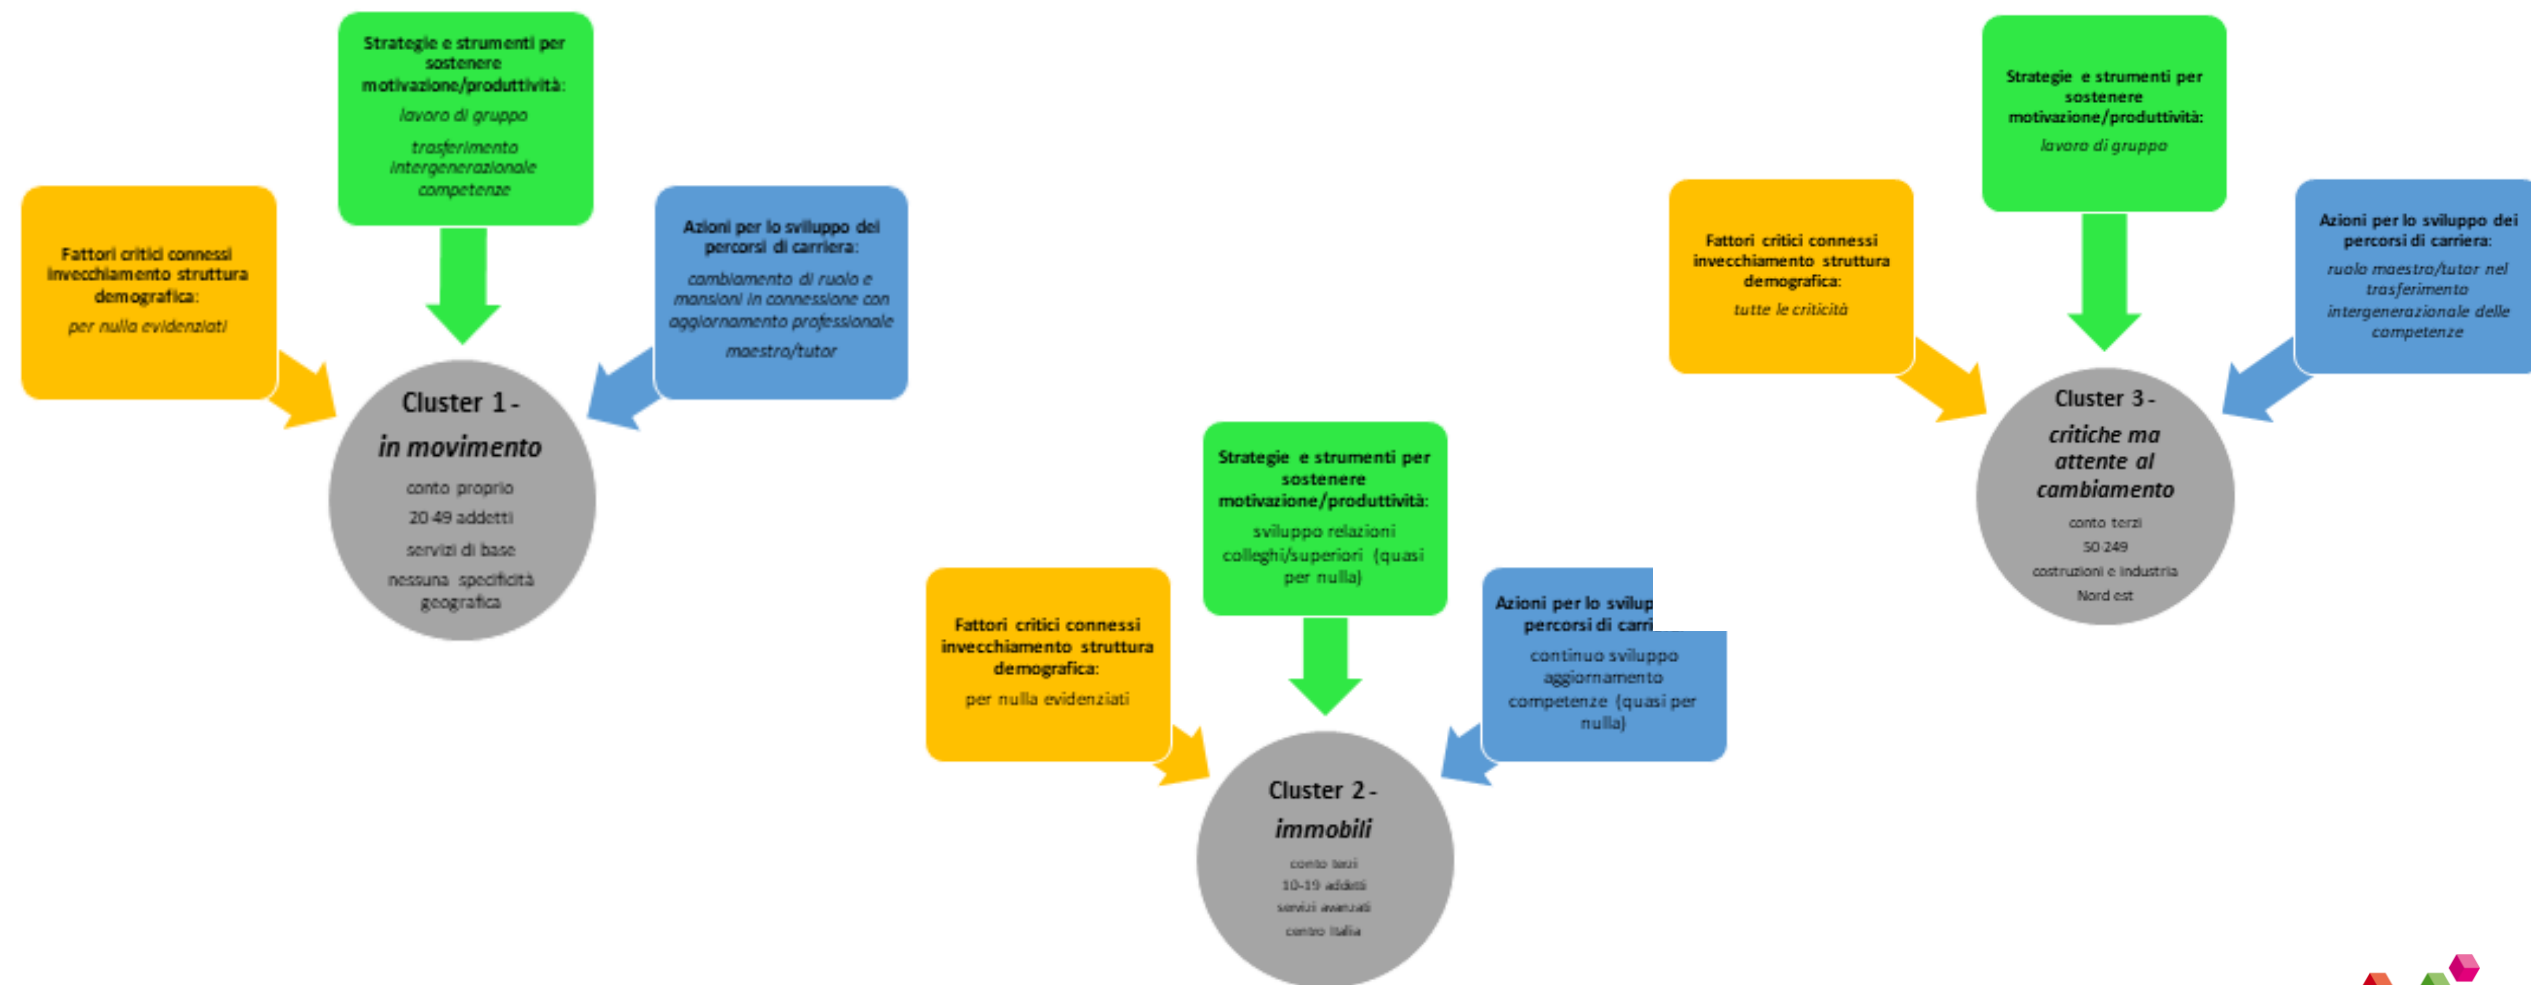 Strategie e strumenti per
sostenere
motivazione/produttività:
lavoro di gruppo
trasferimento
intergenerazionale
competenze
Fattori critici connessi
invecchiamento struttura
demografica:
per nulla evidenziati
Azioni per lo sviluppo dei
percorsi di carriera:
cambiamento di ruolo e
mansioni in connessione con
aggiornamento professionale
maestro/tutor
Cluster 1 -
in movimento
conto proprio
20-49 addetti
servizi di base
nessuna specificità
geografica
Strategie e strumenti per
sostenere
motivazione/produttività:
sviluppo relazioni
colleghi/superiori (quasi
per nulla)
Fattori critici connessi
invecchiamento struttura
demografica:
per nulla evidenziati
Azioni per lo svilup
percorsi di carri
continuo sviluppo
aggiornamento
competenze (quasi per
nulla)
Cluster 2 -
immobili
conto terzi
10-19 addetti
servizi avanzati
centro Italia
Strategie e strumenti per
sostenere
motivazione/produttività:
lavoro di gruppo
Fattori critici connessi
invecchiamento struttura
demografica:
tutte le criticità
Azioni per lo sviluppo dei
percorsi di carriera:
ruolo maestro/tutor nel
trasferimento
intergenerazionale delle
competenze
Cluster 3 -
critiche ma
attente al
cambiamento
conto terzi
50-249
costruzioni e industria
Nord est